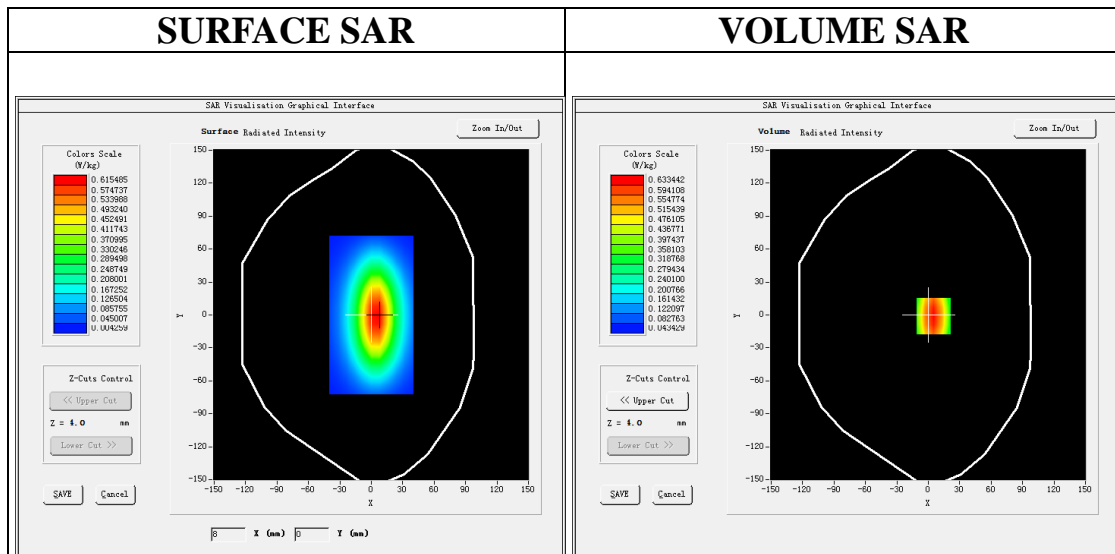 SURFACE SAR
VOLUME SAR
SAR Visualisation Graphical Interface
Surface Radiated Intensity
Zoom In/Out
Colors Scale
(W/kg)
0.615485
0.574737
0.533988
0.493240
0.452491
0.411743
0.370995
0.330246
0.289498
0.248749
0.208001
0.167252
0.126504
0.085755
0.045007
0.004259
Z-Cuts Control
<< Upper Cut
Z = 4.0 mm
Lower Cut >>
SAVE Cancel
150
120
90
60
30
0
-30
-60
-90
-120
-150
Y
-150 -120 -90 -60 -30 0 30 60 90 120 150
X
8 X (mm) 0 Y (mm)
SAR Visualisation Graphical Interface
Volume Radiated Intensity
Zoom In/Out
Colors Scale
(W/kg)
0.633442
0.594108
0.554774
0.515439
0.476105
0.436771
0.397437
0.358103
0.318768
0.279434
0.240100
0.200766
0.161432
0.122097
0.082763
0.043429
Z-Cuts Control
<< Upper Cut
Z = 4.0 mm
Lower Cut >>
SAVE Cancel
150
120
90
60
30
0
-30
-60
-90
-120
-150
Y
-150 -120 -90 -60 -30 0 30 60 90 120 150
X